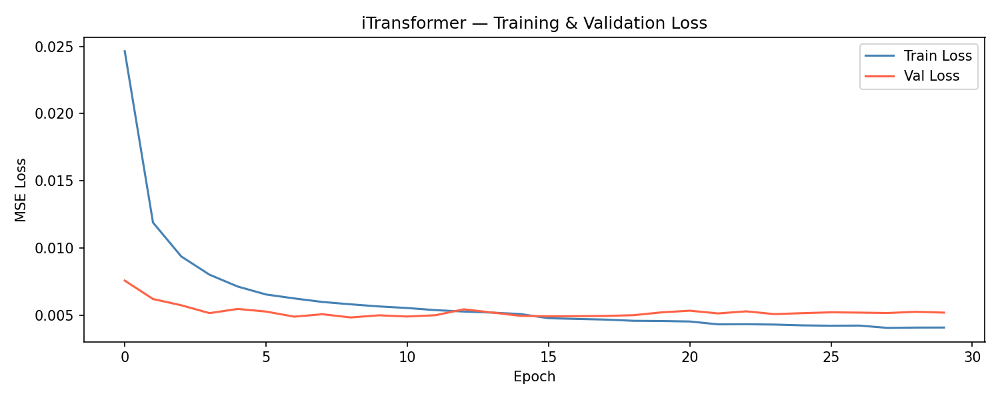 iTransformer — Training & Validation Loss
Train Loss
Val Loss
MSE Loss
0.025
0.020
0.015
0.010
0.005
0 5 10 15 20 25 30
Epoch